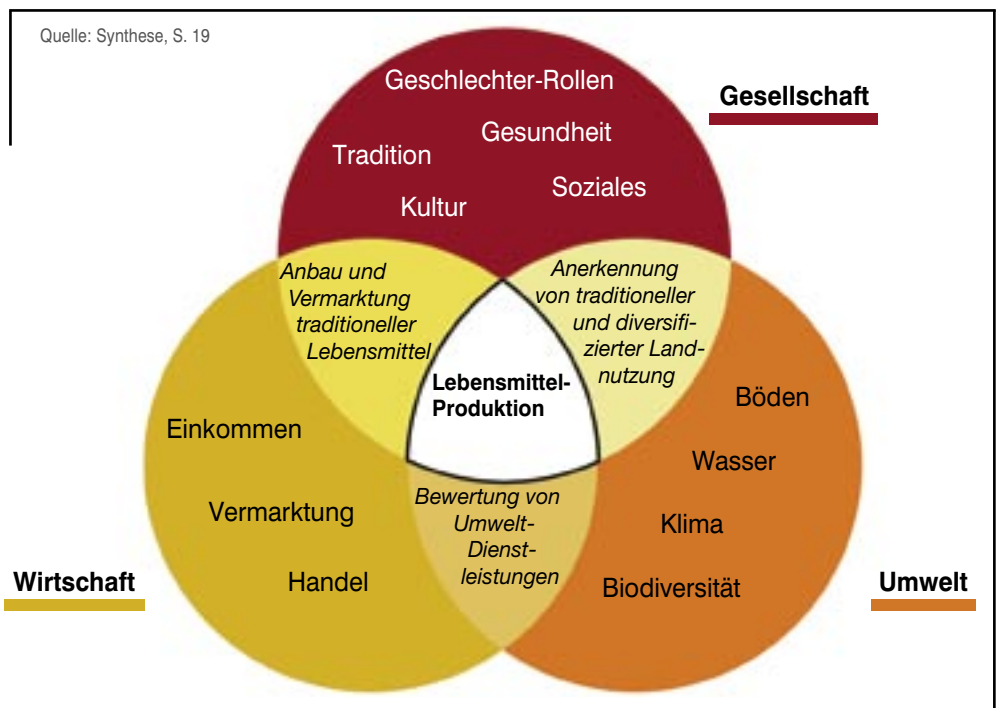 Quelle: Synthese, S. 19
Geschlechter-Rollen
Gesellschaft
Gesundheit
Tradition
Soziales
Kultur
Anbau und
Vermarktung
traditioneller
Lebensmittel
Anerkennung
von traditioneller
und diversifi-
zierter Land-
nutzung
Lebensmittel-
Produktion
Einkommen
Vermarktung
Handel
Wirtschaft
Bewertung von
Umwelt-
Dienst-
leistungen
Böden
Wasser
Klima
Biodiversität
Umwelt